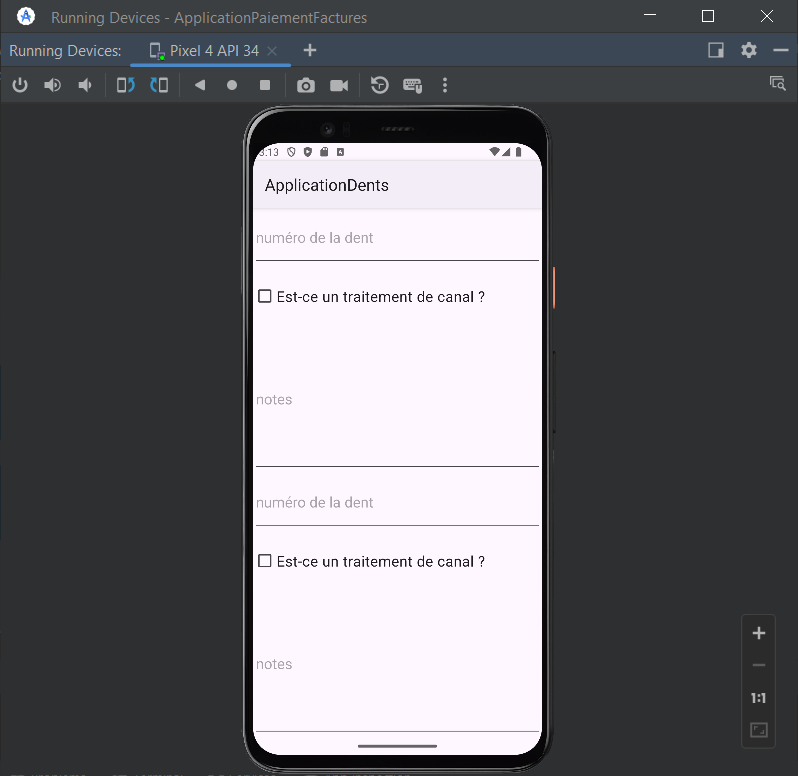 Running Devices - ApplicationPaiementFactures
Running Devices: Pixel 4 API 34
3:13
ApplicationDents
numéro de la dent
Est-ce un traitement de canal ?
notes
numéro de la dent
Est-ce un traitement de canal ?
notes
1:1